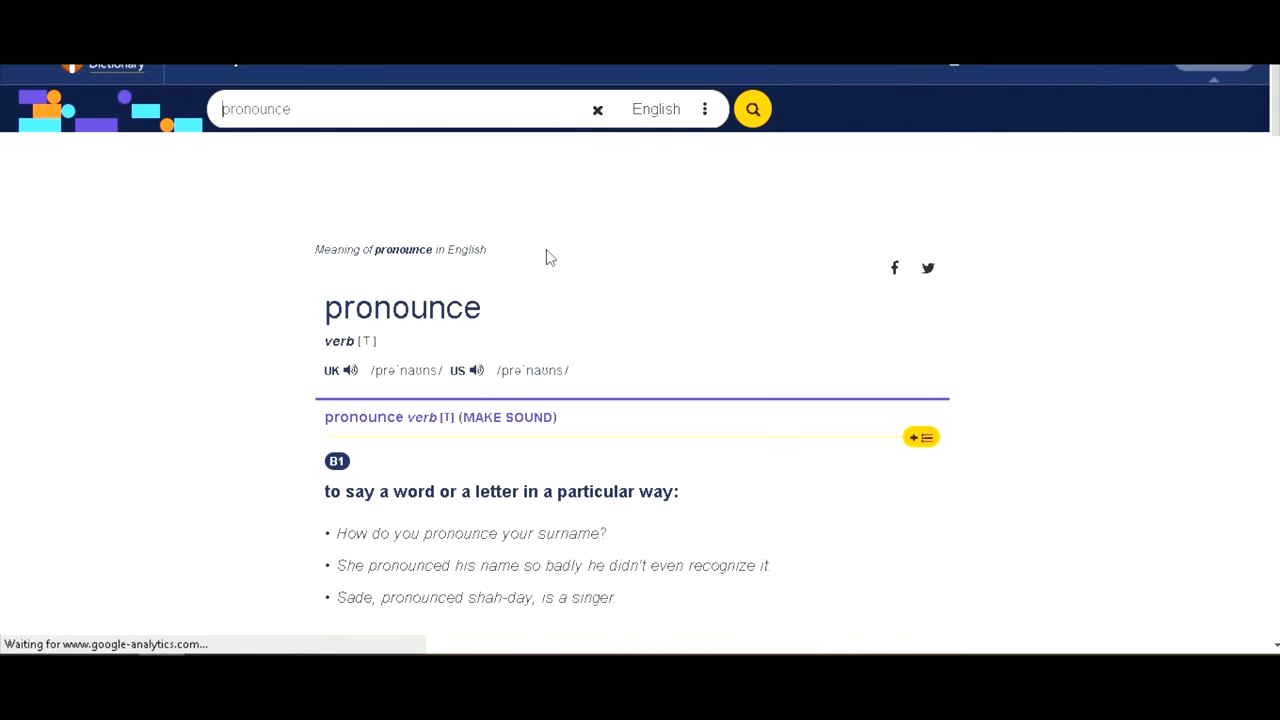 Dictionary
pronounce
English
Meaning of pronounce in English
pronounce
verb [ T ]
UK /prəˈnaʊns/ US /prəˈnaʊns/
pronounce verb [T] (MAKE SOUND)
B1
to say a word or a letter in a particular way:
• How do you pronounce your surname?
• She pronounced his name so badly he didn't even recognize it.
• Sade, pronounced shah-day, is a singer.
Waiting for www.google-analytics.com...